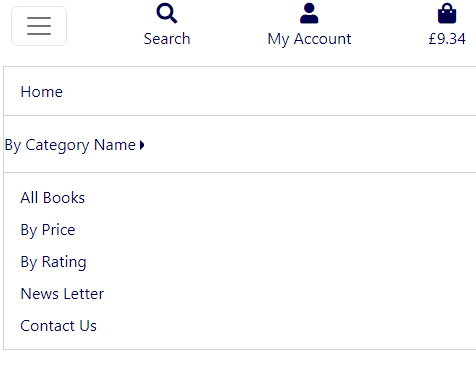 Search
My Account
£9.34
Home
By Category Name
All Books
By Price
By Rating
News Letter
Contact Us